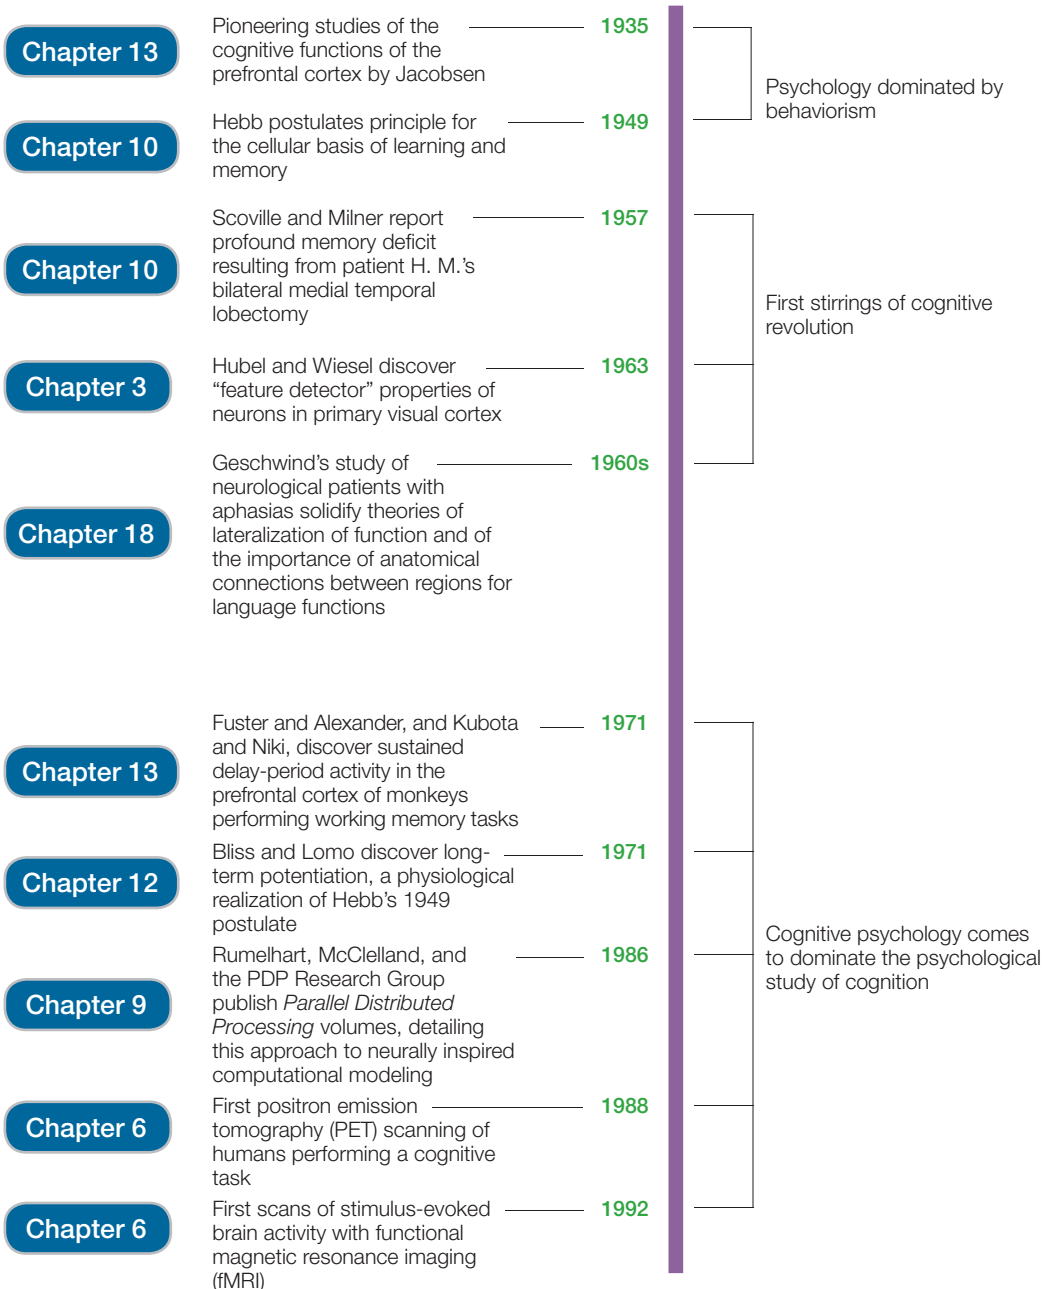 Chapter 13
Pioneering studies of the
cognitive functions of the
prefrontal cortex by Jacobsen
1935
Psychology dominated by
behaviorism
Chapter 10
Hebb postulates principle for
the cellular basis of learning and
memory
1949
Chapter 10
Scoville and Milner report
profound memory deficit
resulting from patient H. M.’s
bilateral medial temporal
lobectomy
1957
First stirrings of cognitive
revolution
Chapter 3
Hubel and Wiesel discover
“feature detector” properties of
neurons in primary visual cortex
1963
Chapter 18
Geschwind’s study of
neurological patients with
aphasias solidify theories of
lateralization of function and of
the importance of anatomical
connections between regions for
language functions
1960s
Chapter 13
Fuster and Alexander, and Kubota
and Niki, discover sustained
delay-period activity in the
prefrontal cortex of monkeys
performing working memory tasks
1971
Chapter 12
Bliss and Lomo discover long-
term potentiation, a physiological
realization of Hebb’s 1949
postulate
1971
Cognitive psychology comes
to dominate the psychological
study of cognition
Chapter 9
Rumelhart, McClelland, and
the PDP Research Group
publish Parallel Distributed
Processing volumes, detailing
this approach to neurally inspired
computational modeling
1986
Chapter 6
First positron emission
tomography (PET) scanning of
humans performing a cognitive
task
1988
Chapter 6
First scans of stimulus-evoked
brain activity with functional
magnetic resonance imaging
(fMRI)
1992